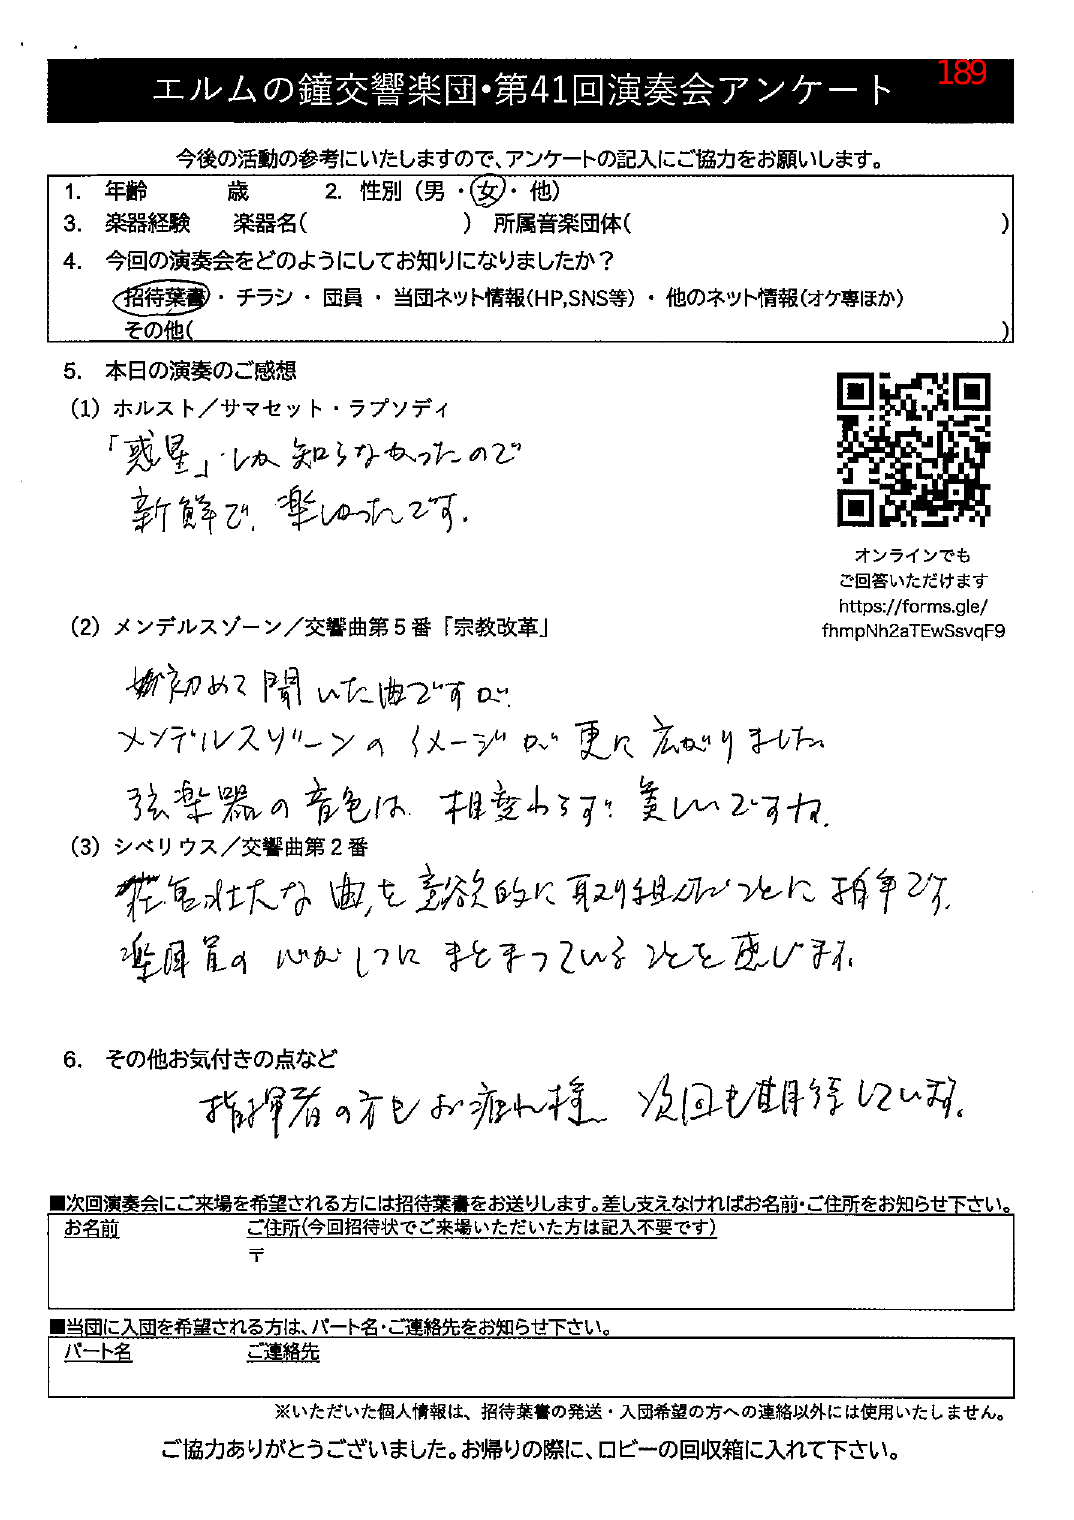 エルムの鐘交響楽団・第41回演奏会アンケート
189
今後の活動の参考にいたしますので、アンケートの記入にご協力をお願いします。
1. 年齢 歳 2. 性別（男・女・他）
3. 楽器経験 楽器名( ) 所属音楽団体( )
4. 今回の演奏会をどのようにしてお知りになりましたか？
招待葉書・チラシ・団員・当団ネット情報(HP,SNS等)・他のネット情報(オケ専ほか)
その他( )
5. 本日の演奏のご感想
(1) ホルスト／サマセット・ラプソディ
「惑星」しか知らなかったので
新鮮で、楽しかったです。
オンラインでも
ご回答いただけます
https://forms.gle/
fhmpNh2aTEwSsvqF9
(2) メンデルスゾーン／交響曲第5番「宗教改革」
初めて聞いた曲ですが、
メンデルスゾーンのイメージが更に広がりました
弦楽器の音色は相変わらず美しいですね。
(3) シベリウス／交響曲第2番
壮大な曲を意欲的に取り組んだことに拍手です。
楽団員の心が1つにまとまっていることを感じます。
6. その他お気付きの点など
指揮者の方もお疲れ様 次回も期待しています。
■次回演奏会にご来場を希望される方には招待葉書をお送りします。差し支えなければお名前・ご住所をお知らせ下さい。
お名前 ご住所(今回招待状でご来場いただいた方は記入不要です)
〒
■当団に入団を希望される方は、パート名・ご連絡先をお知らせ下さい。
パート名 ご連絡先
※いただいた個人情報は、招待葉書の発送・入団希望の方への連絡以外には使用いたしません。
ご協力ありがとうございました。お帰りの際に、ロビーの回収箱に入れて下さい。